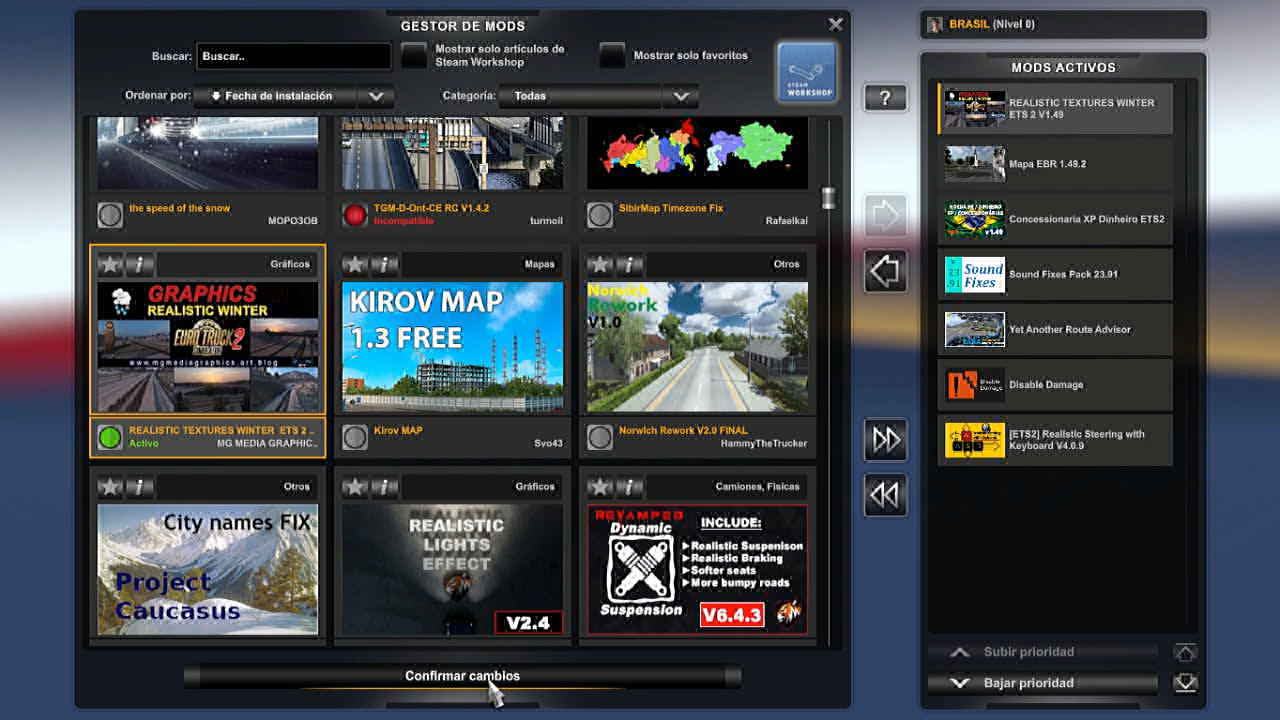 GESTOR DE MODS
Buscar:
Buscar..
Mostrar solo artículos de
Steam Workshop
Mostrar solo favoritos
STEAM
WORKSHOP
Ordenar por:
Fecha de instalación
Categoría:
Todas
the speed of the snow
MOPO3OB
TGM-D-Ont-CE RC V1.4.2
Incompatible
turmoil
SibirMap Timezone Fix
Rafaelkai
Gráficos
GRAPHICS
REALISTIC WINTER
EURO TRUCK
2
SIMULATOR
www.mgmediagraphics.art.blog
REALISTIC TEXTURES WINTER ETS 2 ..
Activo
MG MEDIA GRAPHIC..
Mapas
KIROV MAP
1.3 FREE
Kirov MAP
Svo43
Otros
Norwich
Rework
V1.0
Norwich Rework V2.0 FINAL
HammyTheTrucker
Otros
City names FIX
Project
Caucasus
Gráficos
REALISTIC
LIGHTS
EFFECT
V2.4
Camiones, Físicas
REVAMPED
Dynamic
Suspension
INCLUDE:
Realistic Suspenison
Realistic Braking
Softer seats
More bumpy roads
V6.4.3
Confirmar cambios
?
BRASIL (Nivel 0)
MODS ACTIVOS
REALISTIC TEXTURES WINTER
ETS 2 V1.49
Mapa EBR 1.49.2
Concessionaria XP Dinheiro ETS2
Sound
Fixes
23
.91
Sound Fixes Pack 23.91
Yet Another Route Advisor
Disable
Damage
Disable Damage
[ETS2] Realistic Steering with
Keyboard V4.0.9
Subir prioridad
Bajar prioridad